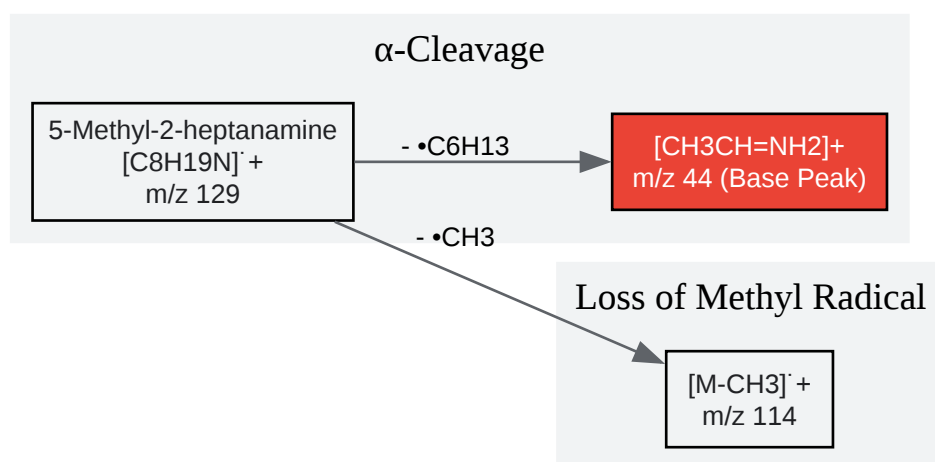 α-Cleavage
5-Methyl-2-heptanamine
[C8H19N]˙+
m/z 129
- •C6H13
[CH3CH=NH2]+
m/z 44 (Base Peak)
- •CH3
Loss of Methyl Radical
[M-CH3]˙+
m/z 114